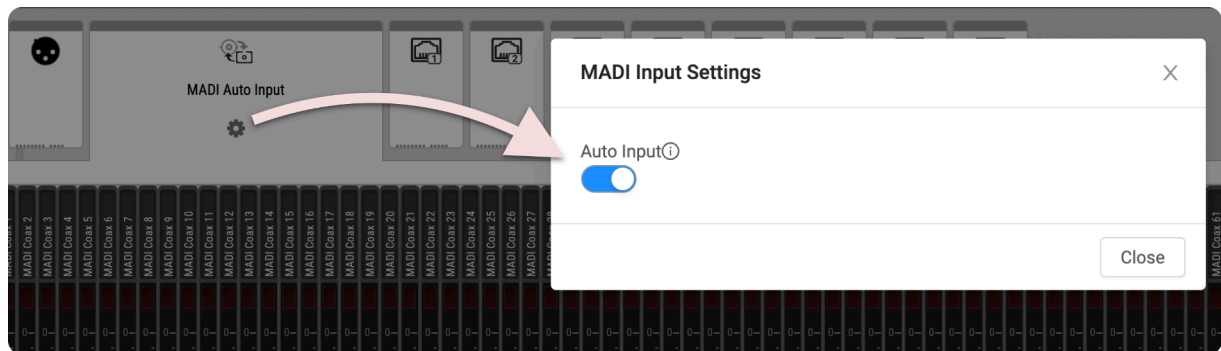 1
2
MADI Auto Input
MADI Input Settings
Auto Input
Close
MADI Coax 2
MADI Coax 3
MADI Coax 4
MADI Coax 5
MADI Coax 6
MADI Coax 7
MADI Coax 8
MADI Coax 9
MADI Coax 10
MADI Coax 11
MADI Coax 12
MADI Coax 13
MADI Coax 14
MADI Coax 15
MADI Coax 16
MADI Coax 17
MADI Coax 18
MADI Coax 19
MADI Coax 20
MADI Coax 21
MADI Coax 22
MADI Coax 23
MADI Coax 24
MADI Coax 25
MADI Coax 26
MADI Coax 27
MADI Coax 61